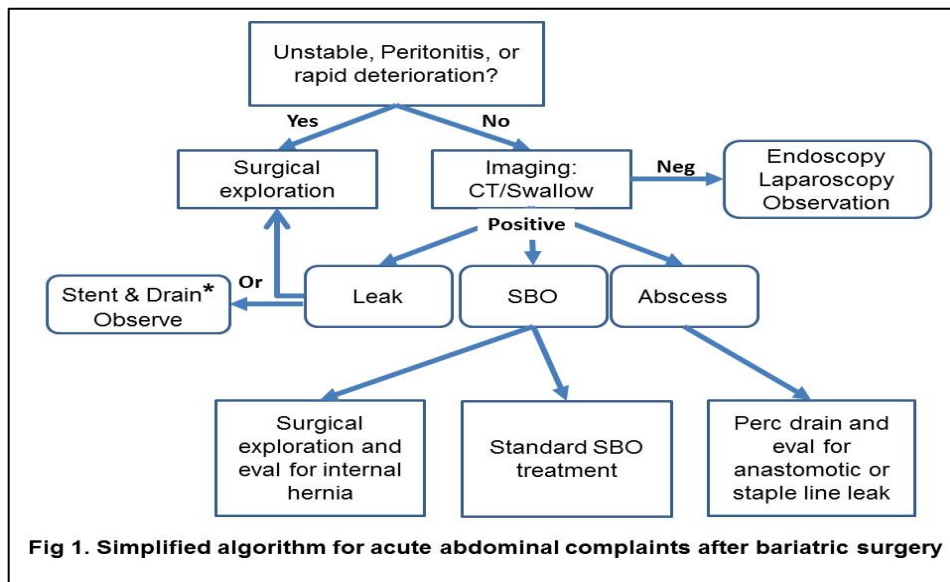 Unstable, Peritonitis, or
rapid deterioration?
Yes
No
Surgical
exploration
Imaging:
CT/Swallow
Neg
Endoscopy
Laparoscopy
Observation
Positive
Or
Stent & Drain*
Observe
Leak
SBO
Abscess
Surgical
exploration and
eval for internal
hernia
Standard SBO
treatment
Perc drain and
eval for
anastomotic or
staple line leak
Fig 1. Simplified algorithm for acute abdominal complaints after bariatric surgery